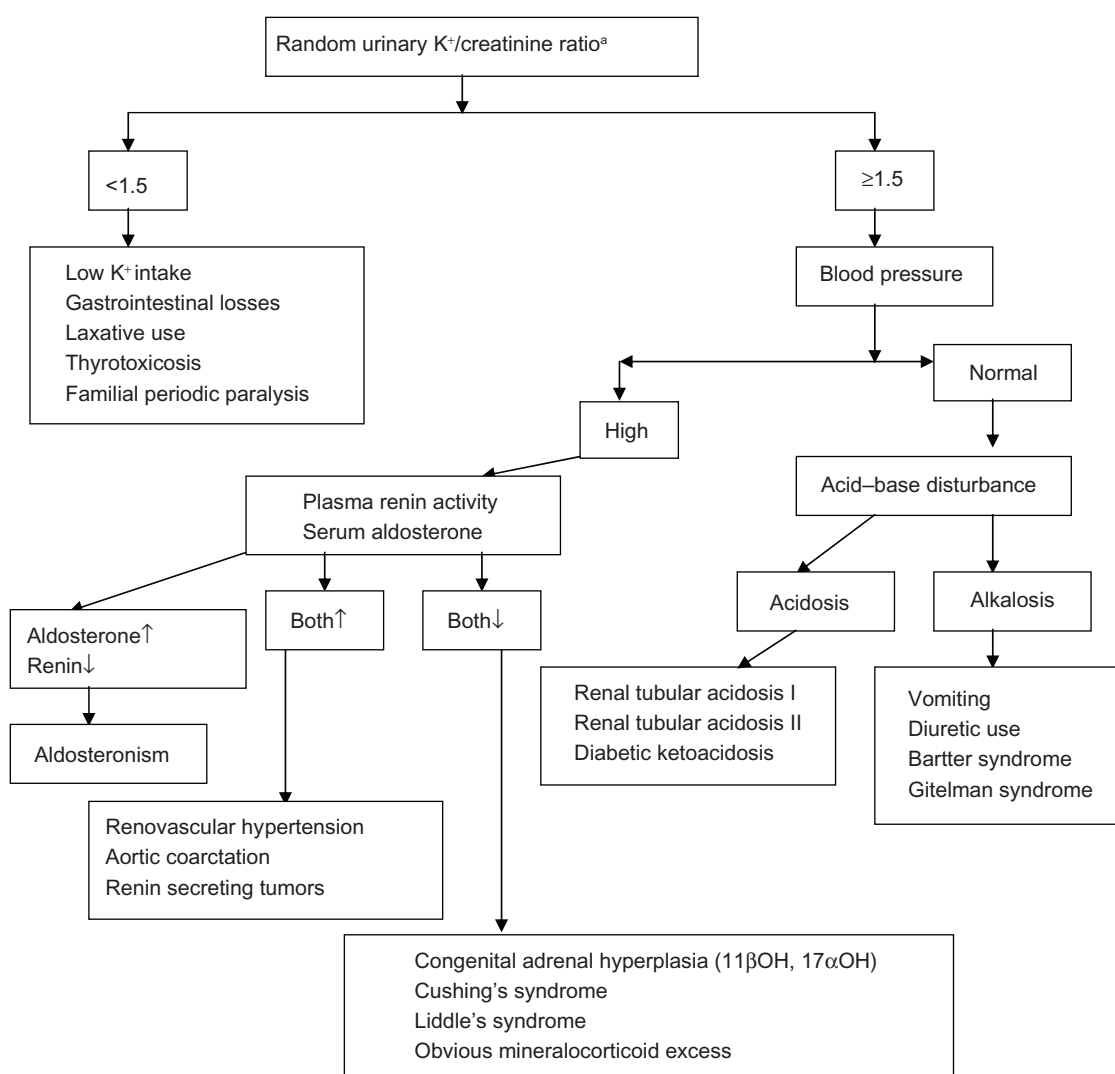 Random urinary K⁺/creatinine ratioᵃ
<1.5
≥1.5
Low K⁺ intake
Gastrointestinal losses
Laxative use
Thyrotoxicosis
Familial periodic paralysis
Blood pressure
Normal
High
Plasma renin activity
Serum aldosterone
Acid–base disturbance
Aldosterone↑
Renin↓
Both↑
Both↓
Acidosis
Alkalosis
Aldosteronism
Renal tubular acidosis I
Renal tubular acidosis II
Diabetic ketoacidosis
Vomiting
Diuretic use
Bartter syndrome
Gitelman syndrome
Renovascular hypertension
Aortic coarctation
Renin secreting tumors
Congenital adrenal hyperplasia (11βOH, 17αOH)
Cushing's syndrome
Liddle's syndrome
Obvious mineralocorticoid excess